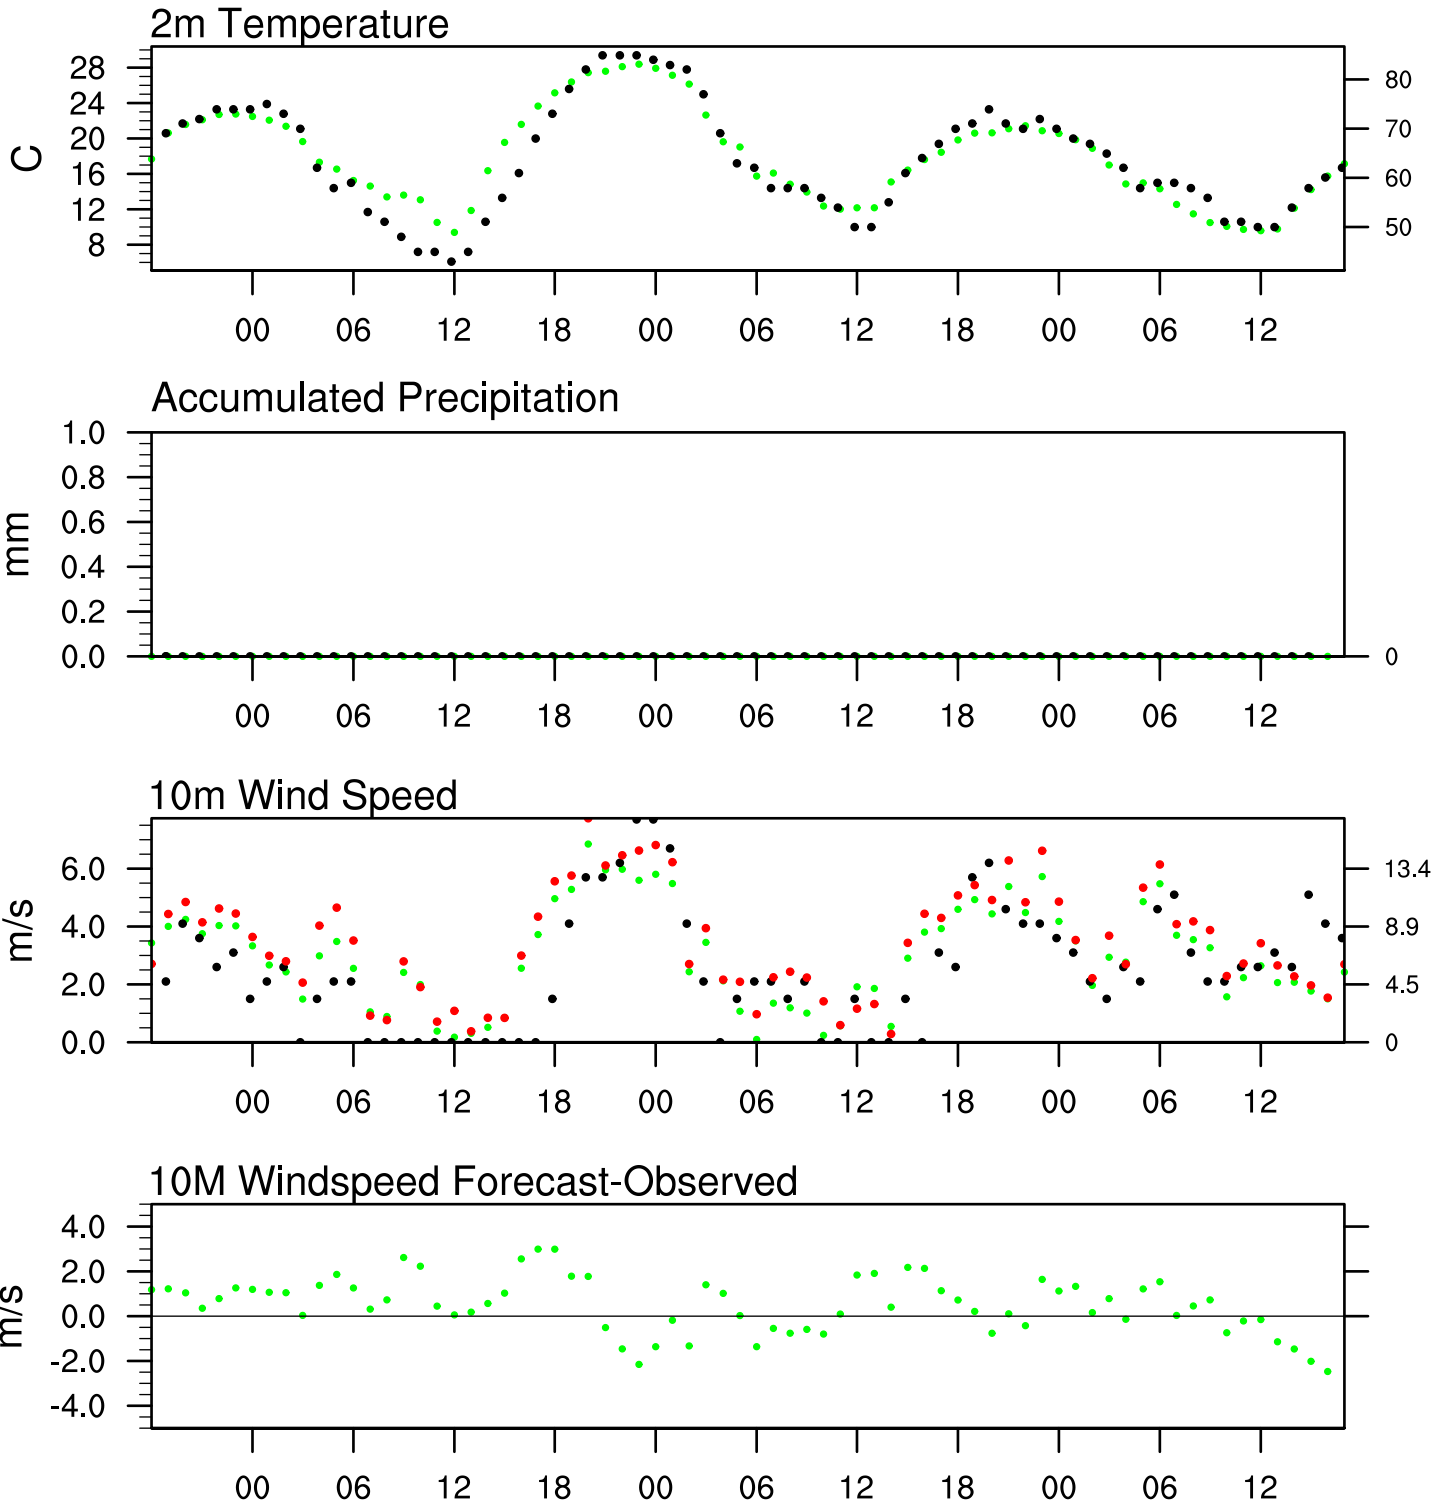 2m Temperature
28
24
20
16
12
8
C
80
70
60
50
00 06 12 18 00 06 12 18 00 06 12
Accumulated Precipitation
1.0
0.8
0.6
0.4
0.2
0.0
mm
0
00 06 12 18 00 06 12 18 00 06 12
10m Wind Speed
6.0
4.0
2.0
0.0
m/s
13.4
8.9
4.5
0
00 06 12 18 00 06 12 18 00 06 12
10M Windspeed Forecast-Observed
4.0
2.0
0.0
-2.0
-4.0
m/s
00 06 12 18 00 06 12 18 00 06 12